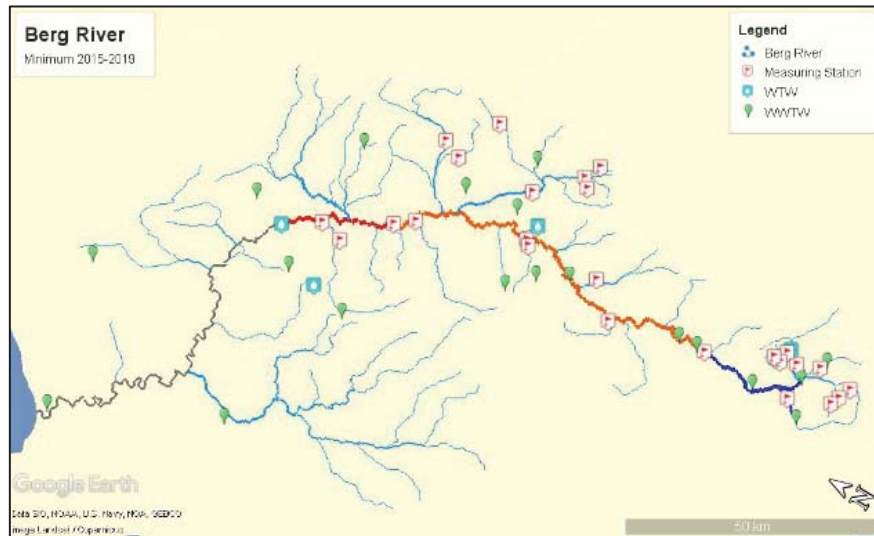 Berg River
Minimum 2015-2019
Legend
Berg River
Measuring Station
WTW
WWTW
Google Earth
Data SIO, NOAA, U.S. Navy, NGA, GEBCO
Image Landsat / Copernicus
N
50 km